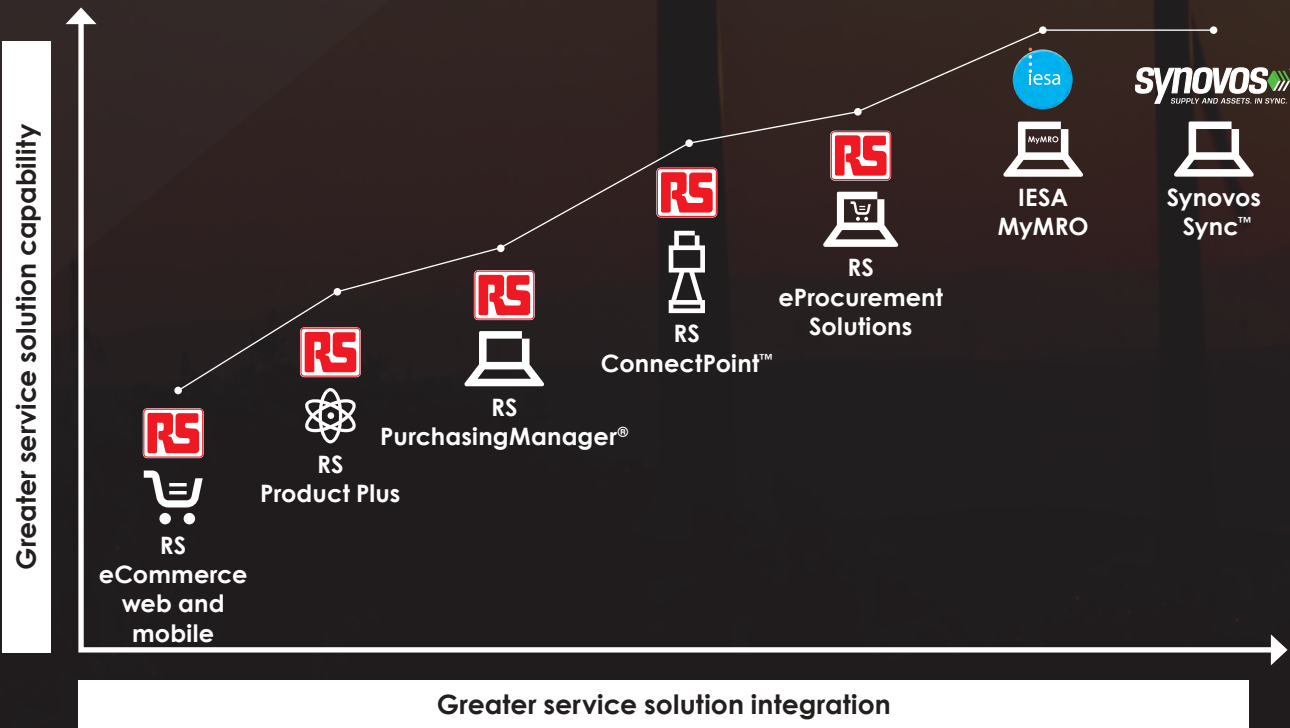 Greater service solution capability
RS
RS
eCommerce
web and
mobile
RS
RS
Product Plus
RS
RS
PurchasingManager®
RS
RS
ConnectPoint™
RS
RS
eProcurement
Solutions
iesa
MyMRO
IESA
MyMRO
SYNOVOS
SUPPLY AND ASSETS. IN SYNC.
Synovos
Sync™
Greater service solution integration